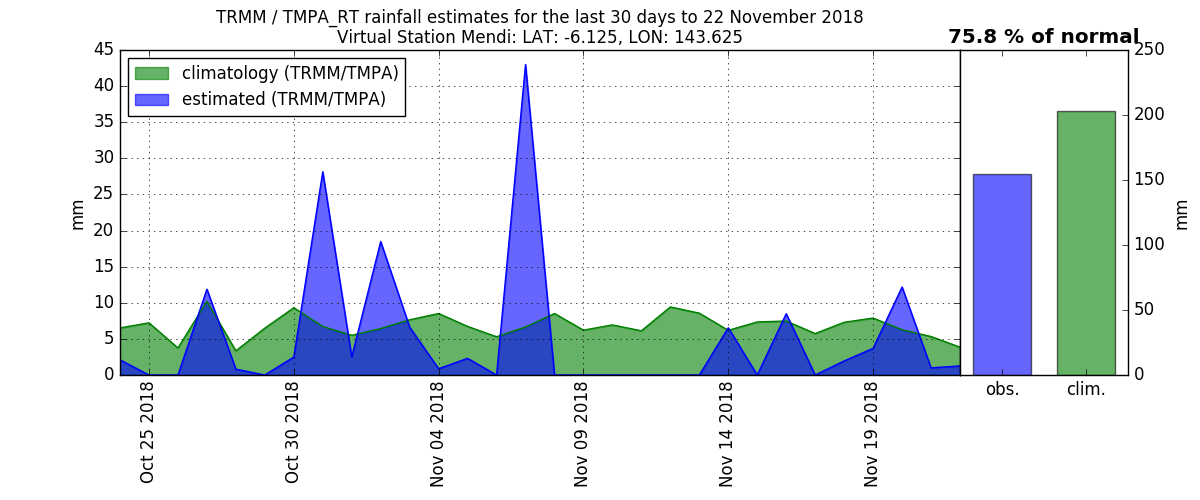 TRMM / TMPA_RT rainfall estimates for the last 30 days to 22 November 2018
Virtual Station Mendi: LAT: -6.125, LON: 143.625
75.8 % of normal
climatology (TRMM/TMPA)
estimated (TRMM/TMPA)
mm
45
40
35
30
25
20
15
10
5
0
Oct 25 2018
Oct 30 2018
Nov 04 2018
Nov 09 2018
Nov 14 2018
Nov 19 2018
obs.
clim.
250
200
150
100
50
0
mm